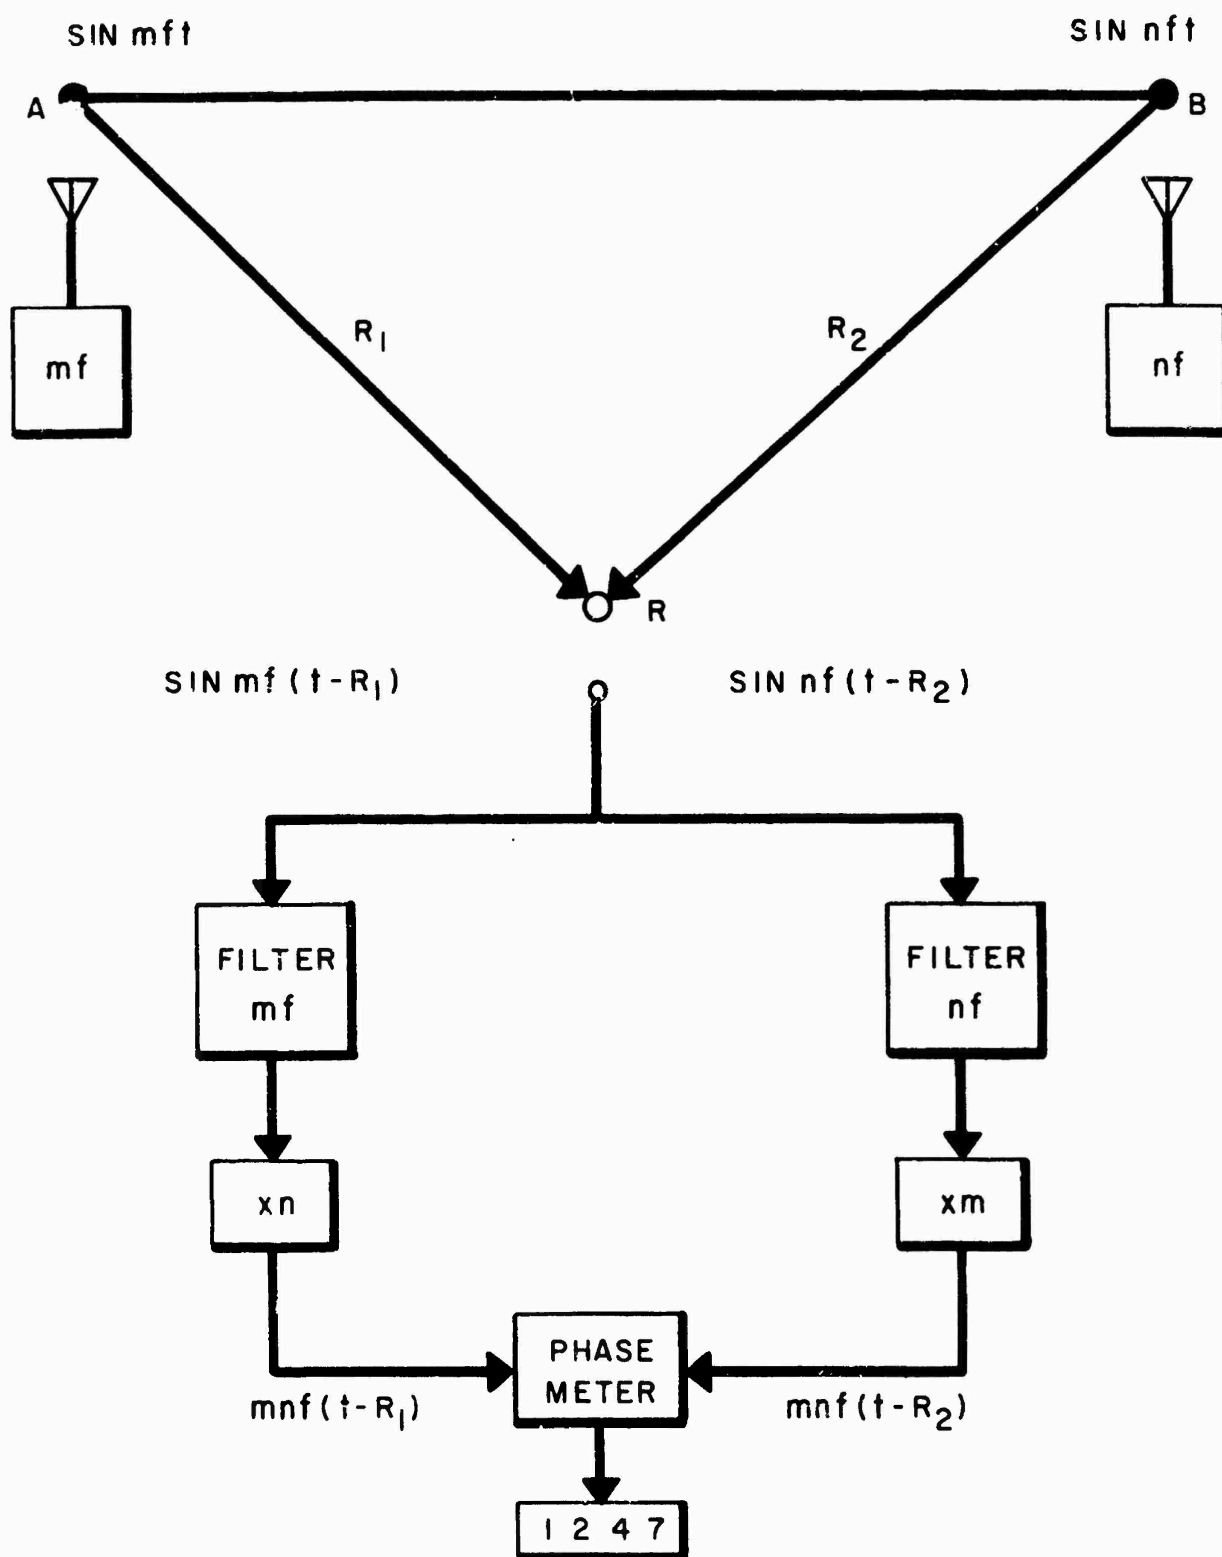 SIN mft
SIN nft
A
B
mf
R₁
R₂
nf
R
SIN mf (t-R₁)
SIN nf (t-R₂)
FILTER
mf
FILTER
nf
xn
xm
PHASE
METER
mnf(t-R₁)
mnf(t-R₂)
1 2 4 7